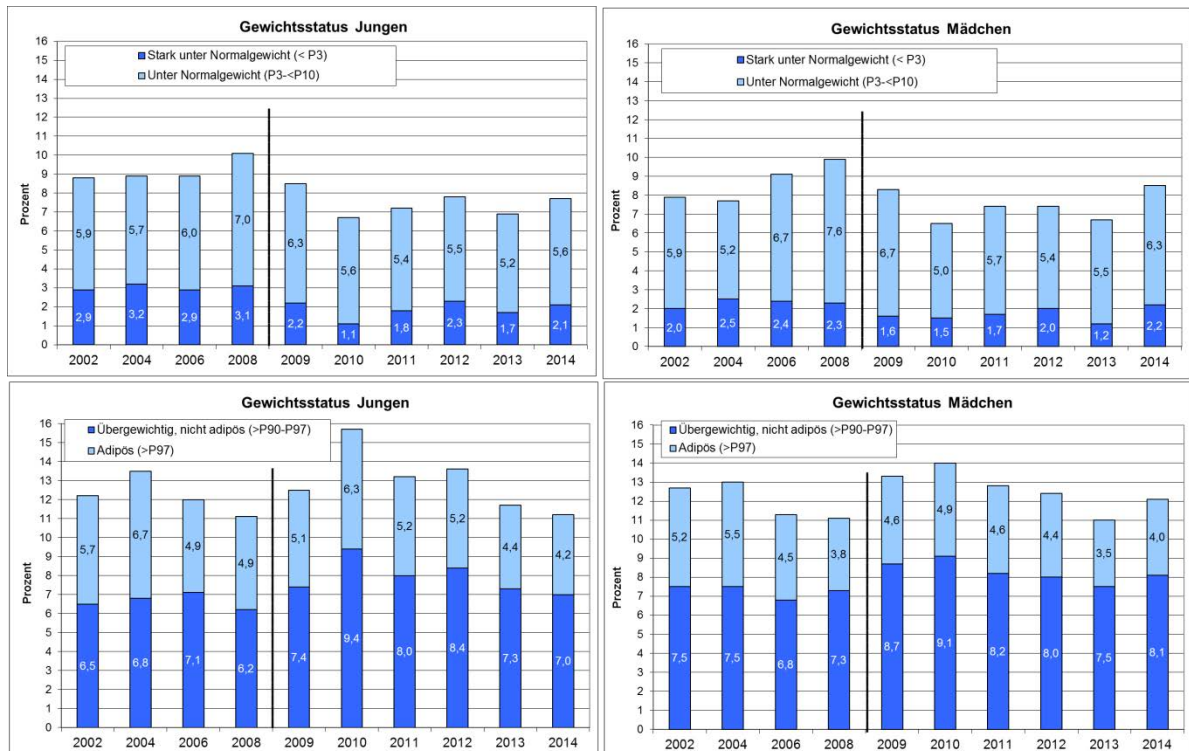 Gewichtsstatus Jungen
Stark unter Normalgewicht (< P3)
Unter Normalgewicht (P3-<P10)
Prozent
16
15
14
13
12
11
10
9
8
7
6
5
4
3
2
1
0
5,9 5,7 6,0 7,0 6,3 5,6 5,4 5,5 5,2 5,6
2,9 3,2 2,9 3,1 2,2 1,1 1,8 2,3 1,7 2,1
2002 2004 2006 2008 2009 2010 2011 2012 2013 2014
Gewichtsstatus Mädchen
Stark unter Normalgewicht (< P3)
Unter Normalgewicht (P3-<P10)
Prozent
16
15
14
13
12
11
10
9
8
7
6
5
4
3
2
1
0
5,9 5,2 6,7 7,6 6,7 5,0 5,7 5,4 5,5 6,3
2,0 2,5 2,4 2,3 1,6 1,5 1,7 2,0 1,2 2,2
2002 2004 2006 2008 2009 2010 2011 2012 2013 2014
Gewichtsstatus Jungen
Übergewichtig, nicht adipös (>P90-P97)
Adipös (>P97)
Prozent
16
15
14
13
12
11
10
9
8
7
6
5
4
3
2
1
0
5,7 6,7 4,9 4,9 5,1 6,3 5,2 5,2 4,4 4,2
6,5 6,8 7,1 6,2 7,4 9,4 8,0 8,4 7,3 7,0
2002 2004 2006 2008 2009 2010 2011 2012 2013 2014
Gewichtsstatus Mädchen
Übergewichtig, nicht adipös (>P90-P97)
Adipös (>P97)
Prozent
16
15
14
13
12
11
10
9
8
7
6
5
4
3
2
1
0
5,2 5,5 4,5 3,8 4,6 4,9 4,6 4,4 3,5 4,0
7,5 7,5 6,8 7,3 8,7 9,1 8,2 8,0 7,5 8,1
2002 2004 2006 2008 2009 2010 2011 2012 2013 2014